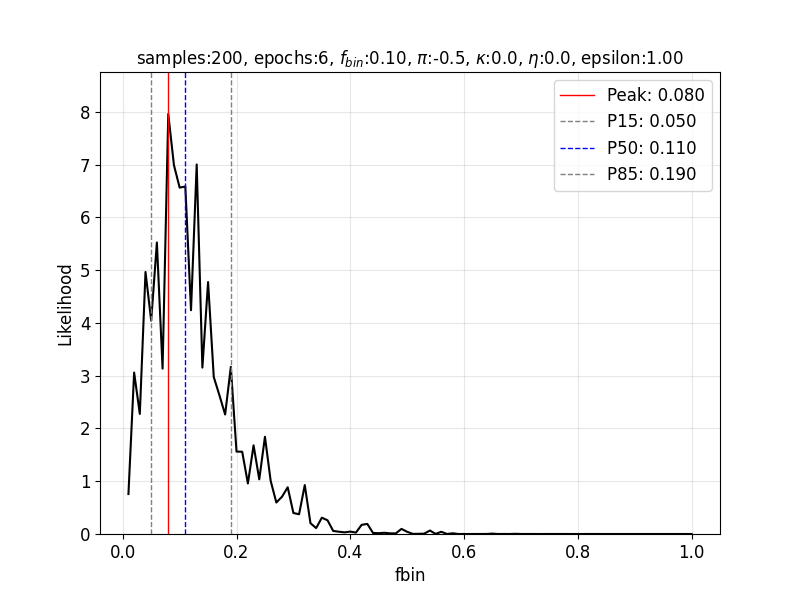 samples:200, epochs:6, f_bin:0.10, π:-0.5, κ:0.0, η:0.0, epsilon:1.00
Peak: 0.080
P15: 0.050
P50: 0.110
P85: 0.190
Likelihood
8
7
6
5
4
3
2
1
0
0.0 0.2 0.4 0.6 0.8 1.0
fbin